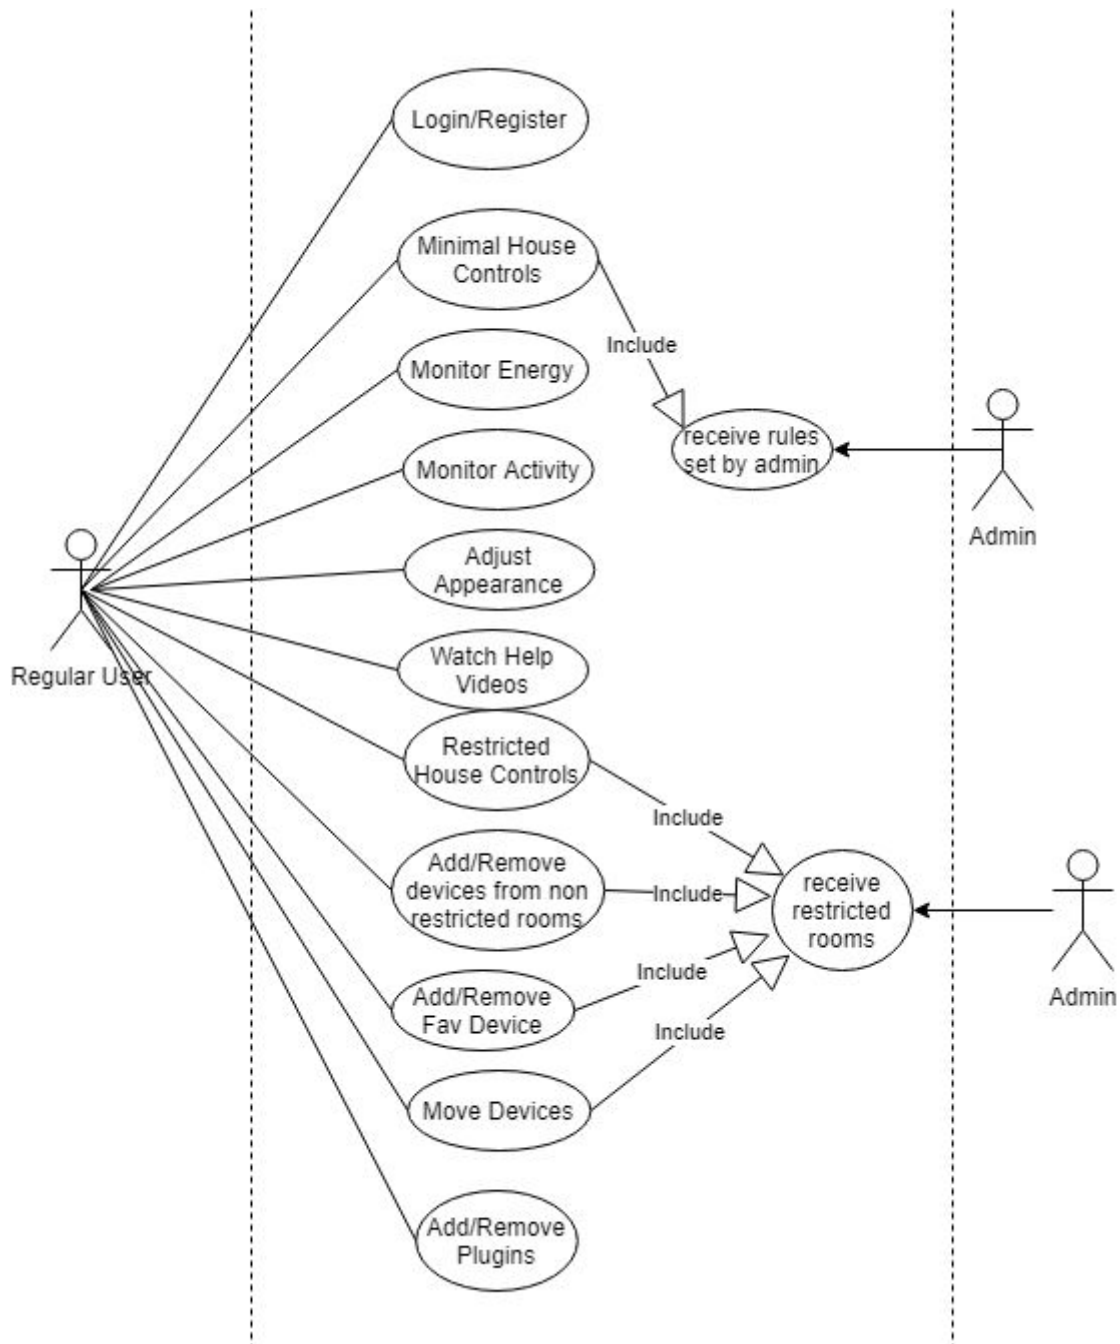 Login/Register
Minimal House
Controls
Include
Monitor Energy
receive rules
set by admin
Monitor Activity
Admin
Adjust
Appearance
Regular User
Watch Help
Videos
Restricted
House Controls
Include
Add/Remove
devices from non
restricted rooms
Include
receive
restricted
rooms
Include
Add/Remove
Fav Device
Admin
Include
Move Devices
Add/Remove
Plugins